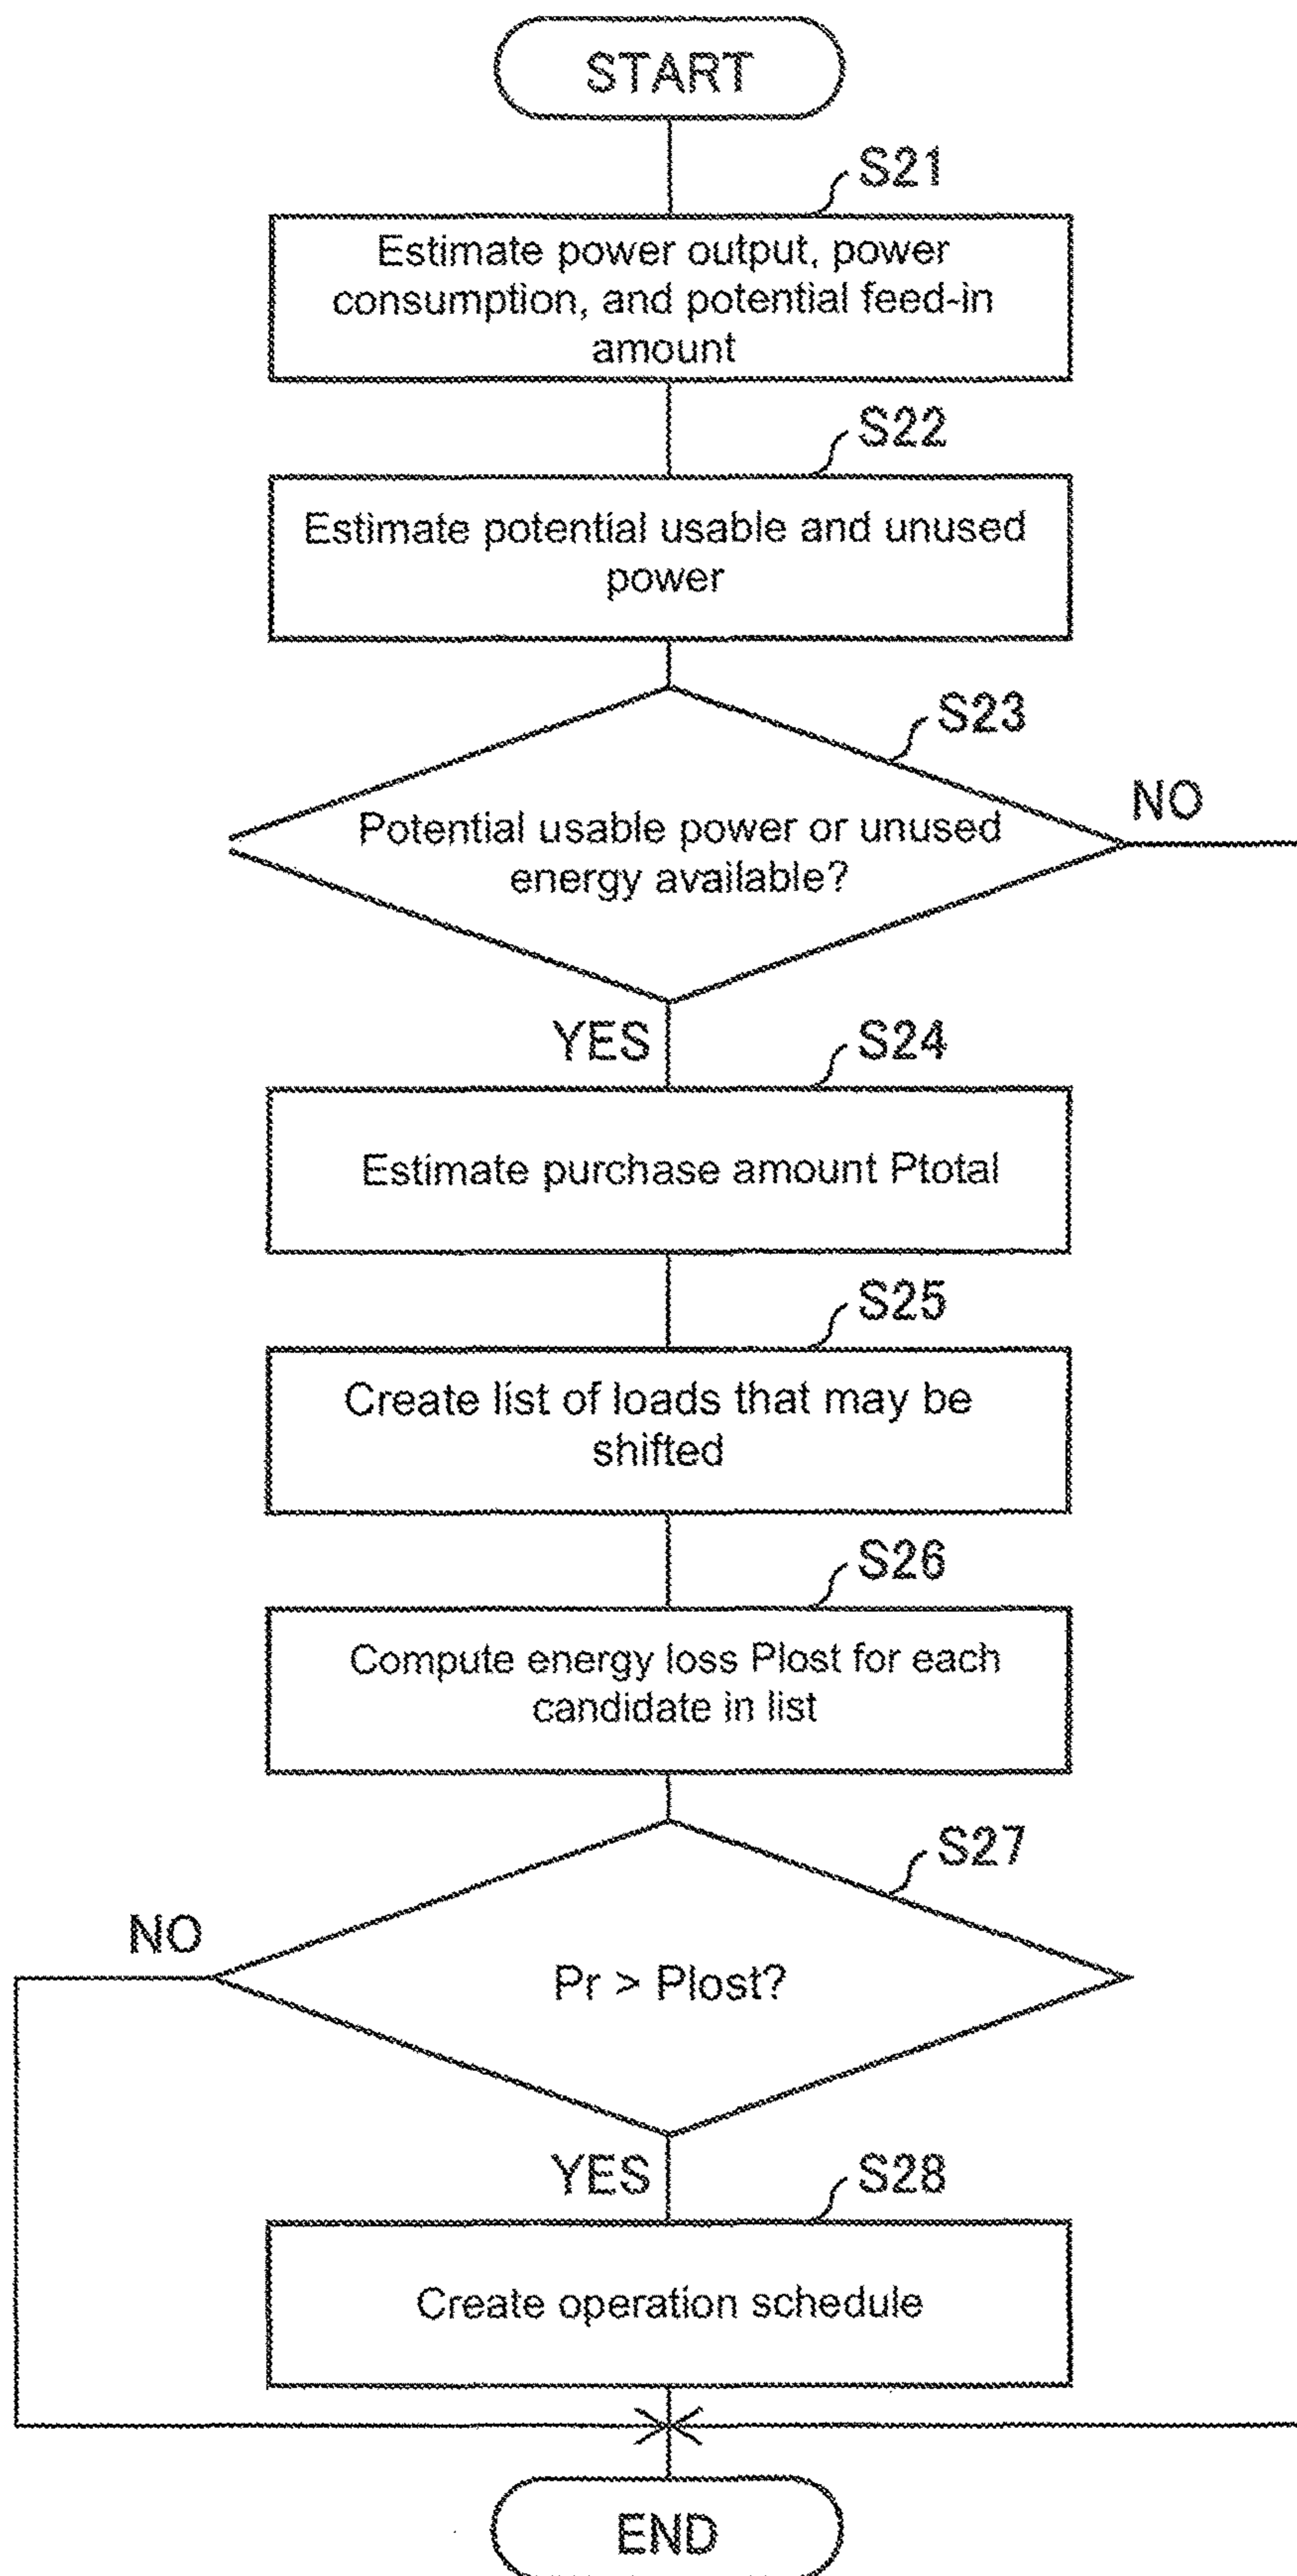 START
S21
Estimate power output, power
consumption, and potential feed-in
amount
S22
Estimate potential usable and unused
power
S23
Potential usable power or unused
energy available?
NO
YES
S24
Estimate purchase amount Ptotal
S25
Create list of loads that may be
shifted
S26
Compute energy loss Plost for each
candidate in list
S27
NO
Pr > Plost?
YES
S28
Create operation schedule
END